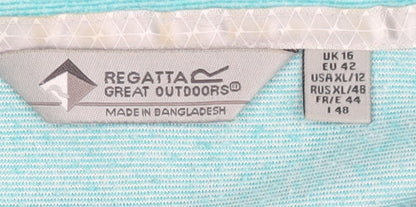 REGATTA
GREAT OUTDOORS®
MADE IN BANGLADESH
UK 16
EU 42
USA XL/12
RUS XL/48
FR/E 44
I 48